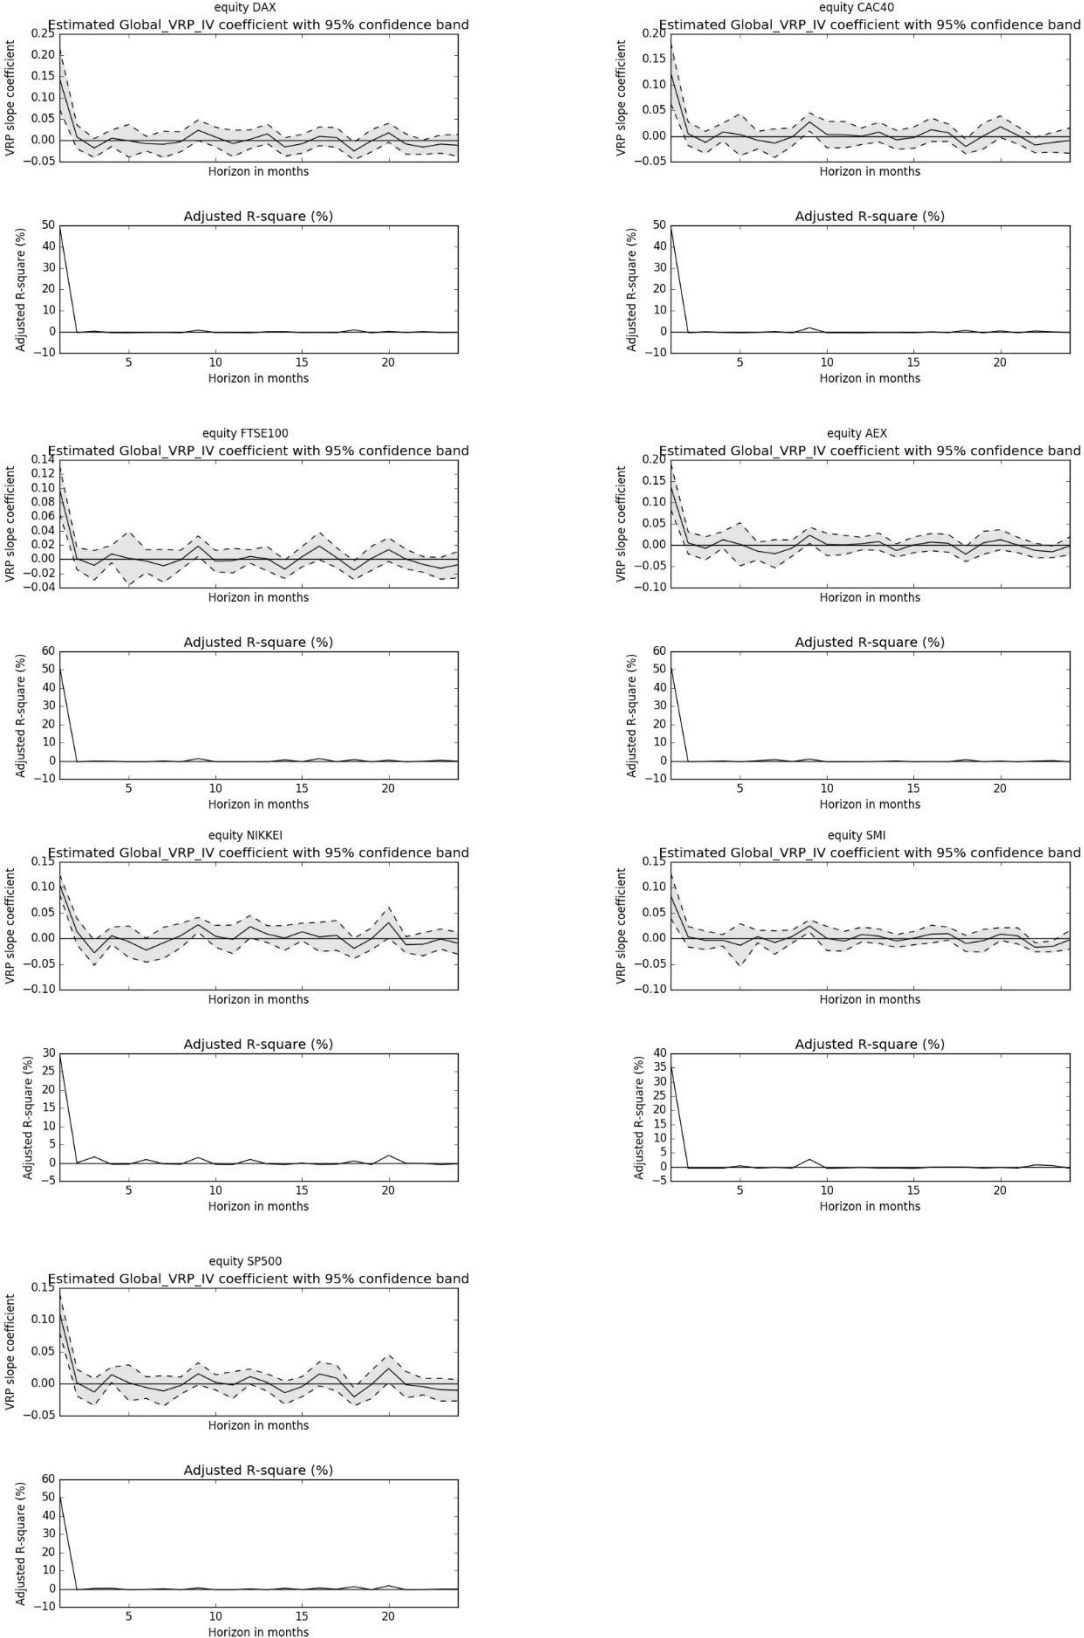 equity DAX
Estimated Global_VRP_IV coefficient with 95% confidence band
VRP slope coefficient
0.25
0.20
0.15
0.10
0.05
0.00
−0.05
Horizon in months
Adjusted R-square (%)
Adjusted R-square (%)
50
40
30
20
10
0
−10
5 10 15 20
Horizon in months
equity CAC40
Estimated Global_VRP_IV coefficient with 95% confidence band
VRP slope coefficient
0.20
0.15
0.10
0.05
0.00
−0.05
Horizon in months
Adjusted R-square (%)
Adjusted R-square (%)
50
40
30
20
10
0
−10
5 10 15 20
Horizon in months
equity FTSE100
Estimated Global_VRP_IV coefficient with 95% confidence band
VRP slope coefficient
0.14
0.12
0.10
0.08
0.06
0.04
0.02
0.00
−0.02
−0.04
Horizon in months
Adjusted R-square (%)
Adjusted R-square (%)
60
50
40
30
20
10
0
−10
5 10 15 20
Horizon in months
equity AEX
Estimated Global_VRP_IV coefficient with 95% confidence band
VRP slope coefficient
0.20
0.15
0.10
0.05
0.00
−0.05
−0.10
Horizon in months
Adjusted R-square (%)
Adjusted R-square (%)
60
50
40
30
20
10
0
−10
5 10 15 20
Horizon in months
equity NIKKEI
Estimated Global_VRP_IV coefficient with 95% confidence band
VRP slope coefficient
0.15
0.10
0.05
0.00
−0.05
−0.10
Horizon in months
Adjusted R-square (%)
Adjusted R-square (%)
30
25
20
15
10
5
0
−5
5 10 15 20
Horizon in months
equity SMI
Estimated Global_VRP_IV coefficient with 95% confidence band
VRP slope coefficient
0.15
0.10
0.05
0.00
−0.05
−0.10
Horizon in months
Adjusted R-square (%)
Adjusted R-square (%)
40
35
30
25
20
15
10
5
0
−5
5 10 15 20
Horizon in months
equity SP500
Estimated Global_VRP_IV coefficient with 95% confidence band
VRP slope coefficient
0.15
0.10
0.05
0.00
−0.05
Horizon in months
Adjusted R-square (%)
Adjusted R-square (%)
60
50
40
30
20
10
0
−10
5 10 15 20
Horizon in months